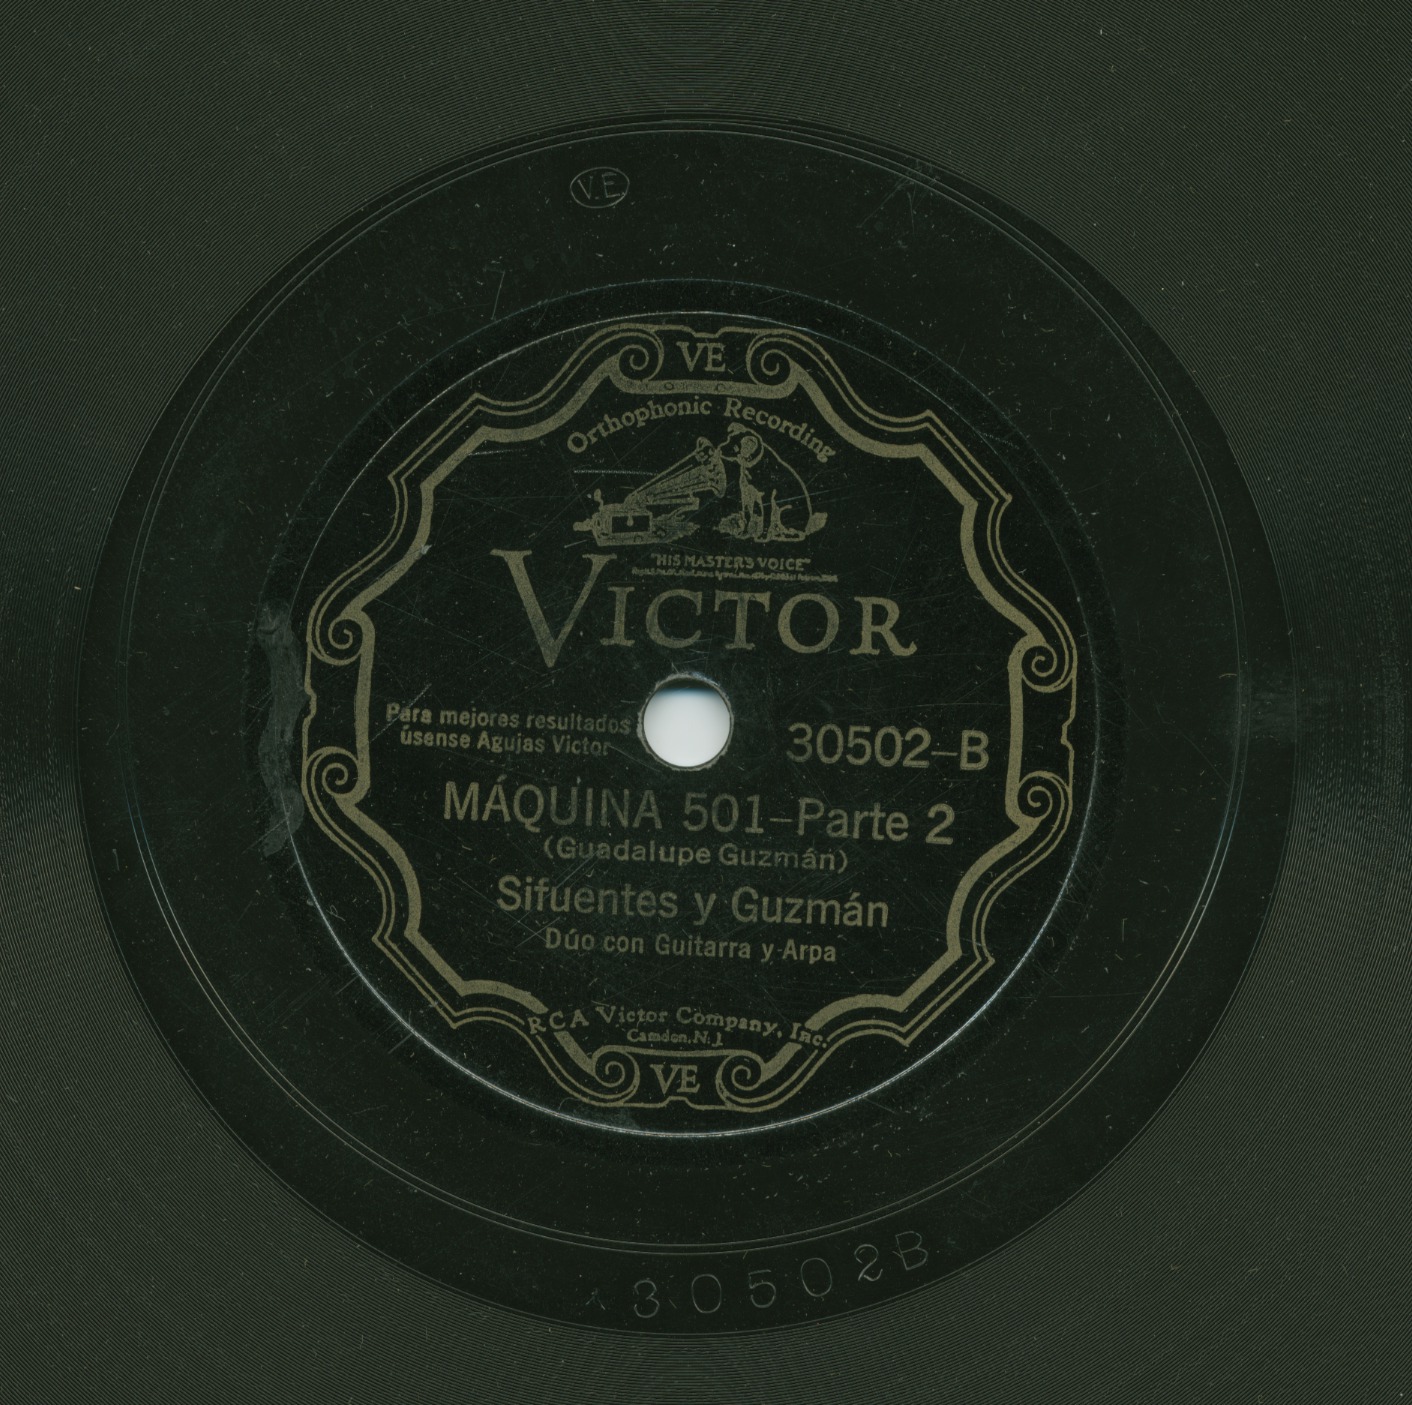 V.E.
VE
Orthophonic Recording
"HIS MASTER'S VOICE"
VICTOR
Para mejores resultados
úsense Agujas Victor
30502-B
MÁQUINA 501-Parte 2
(Guadalupe Guzmán)
Sifuentes y Guzmán
Dúo con Guitarra y Arpa
RCA Victor Company, Inc.
Camden, N. J.
VE
30502B